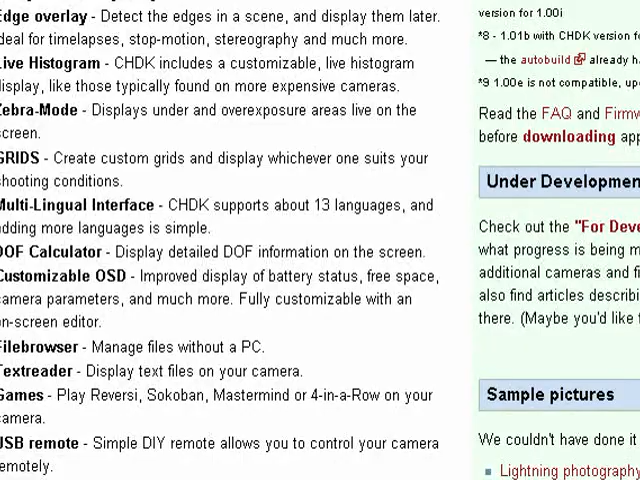 Edge overlay - Detect the edges in a scene, and display them later.
deal for timelapses, stop-motion, stereography and much more.
Live Histogram - CHDK includes a customizable, live histogram
display, like those typically found on more expensive cameras.
Zebra-Mode - Displays under and overexposure areas live on the
screen.
GRIDS - Create custom grids and display whichever one suits your
shooting conditions.
Multi-Lingual Interface - CHDK supports about 13 languages, and
adding more languages is simple.
DOF Calculator - Display detailed DOF information on the screen.
Customizable OSD - Improved display of battery status, free space,
camera parameters, and much more. Fully customizable with an
on-screen editor.
Filebrowser - Manage files without a PC.
Textreader - Display text files on your camera.
Games - Play Reversi, Sokoban, Mastermind or 4-in-a-Row on your
camera.
USB remote - Simple DIY remote allows you to control your camera
remotely.
version for 1.00i
*8 - 1.01b with CHDK version fo
— the autobuild already ha
*9 1.00e is not compatible, upg
Read the FAQ and Firmw
before downloading app
Under Developmen
Check out the "For Deve
what progress is being m
additional cameras and fi
also find articles describi
there. (Maybe you'd like t
Sample pictures
We couldn't have done it
Lightning photography